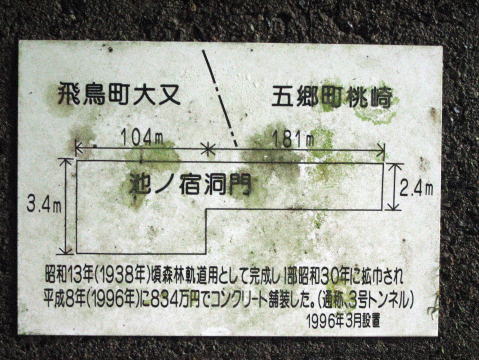 飛鳥町大又
五郷町桃崎
104m
181m
池ノ宿洞門
3.4m
2.4m
昭和13年(1938年)頃森林軌道用として完成し1部昭和30年に拡巾され
平成8年(1996年)に834万円でコンクリート舗装した。(通称、3号トンネル)
1996年3月設置